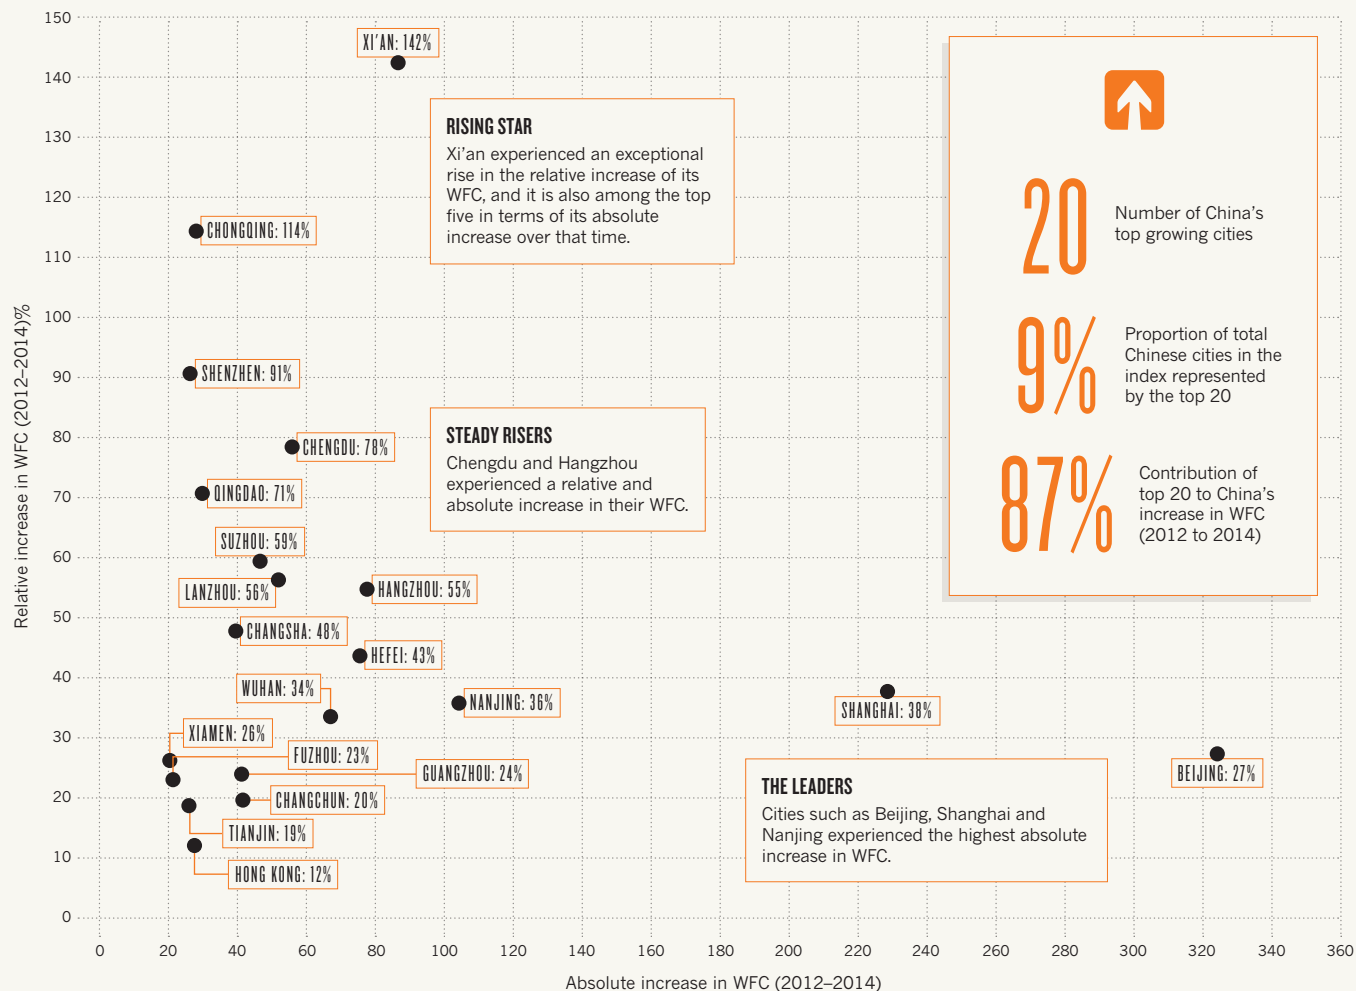 150
XI'AN: 142%
140
130
RISING STAR
Xi'an experienced an exceptional
rise in the relative increase of its
WFC, and it is also among the top
five in terms of its absolute
increase over that time.
120
CHONGQING: 114%
110
100
90
SHENZHEN: 91%
80
CHENGDU: 78%
STEADY RISERS
Chengdu and Hangzhou
experienced a relative and
absolute increase in their WFC.
70
QINGDAO: 71%
SUZHOU: 59%
60
LANZHOU: 56%
HANGZHOU: 55%
50
CHANGSHA: 48%
HEFEI: 43%
40
WUHAN: 34%
NANJING: 36%
SHANGHAI: 38%
30
XIAMEN: 26%
FUZHOU: 23%
GUANGZHOU: 24%
BEIJING: 27%
20
CHANGCHUN: 20%
TIANJIN: 19%
THE LEADERS
Cities such as Beijing, Shanghai and
Nanjing experienced the highest absolute
increase in WFC.
10
HONG KONG: 12%
0
Relative increase in WFC (2012–2014)%
0 20 40 60 80 100 120 140 160 180 200 220 240 260 280 300 320 340 360
Absolute increase in WFC (2012–2014)
20
Number of China's
top growing cities
9%
Proportion of total
Chinese cities in the
index represented
by the top 20
87%
Contribution of
top 20 to China's
increase in WFC
(2012 to 2014)